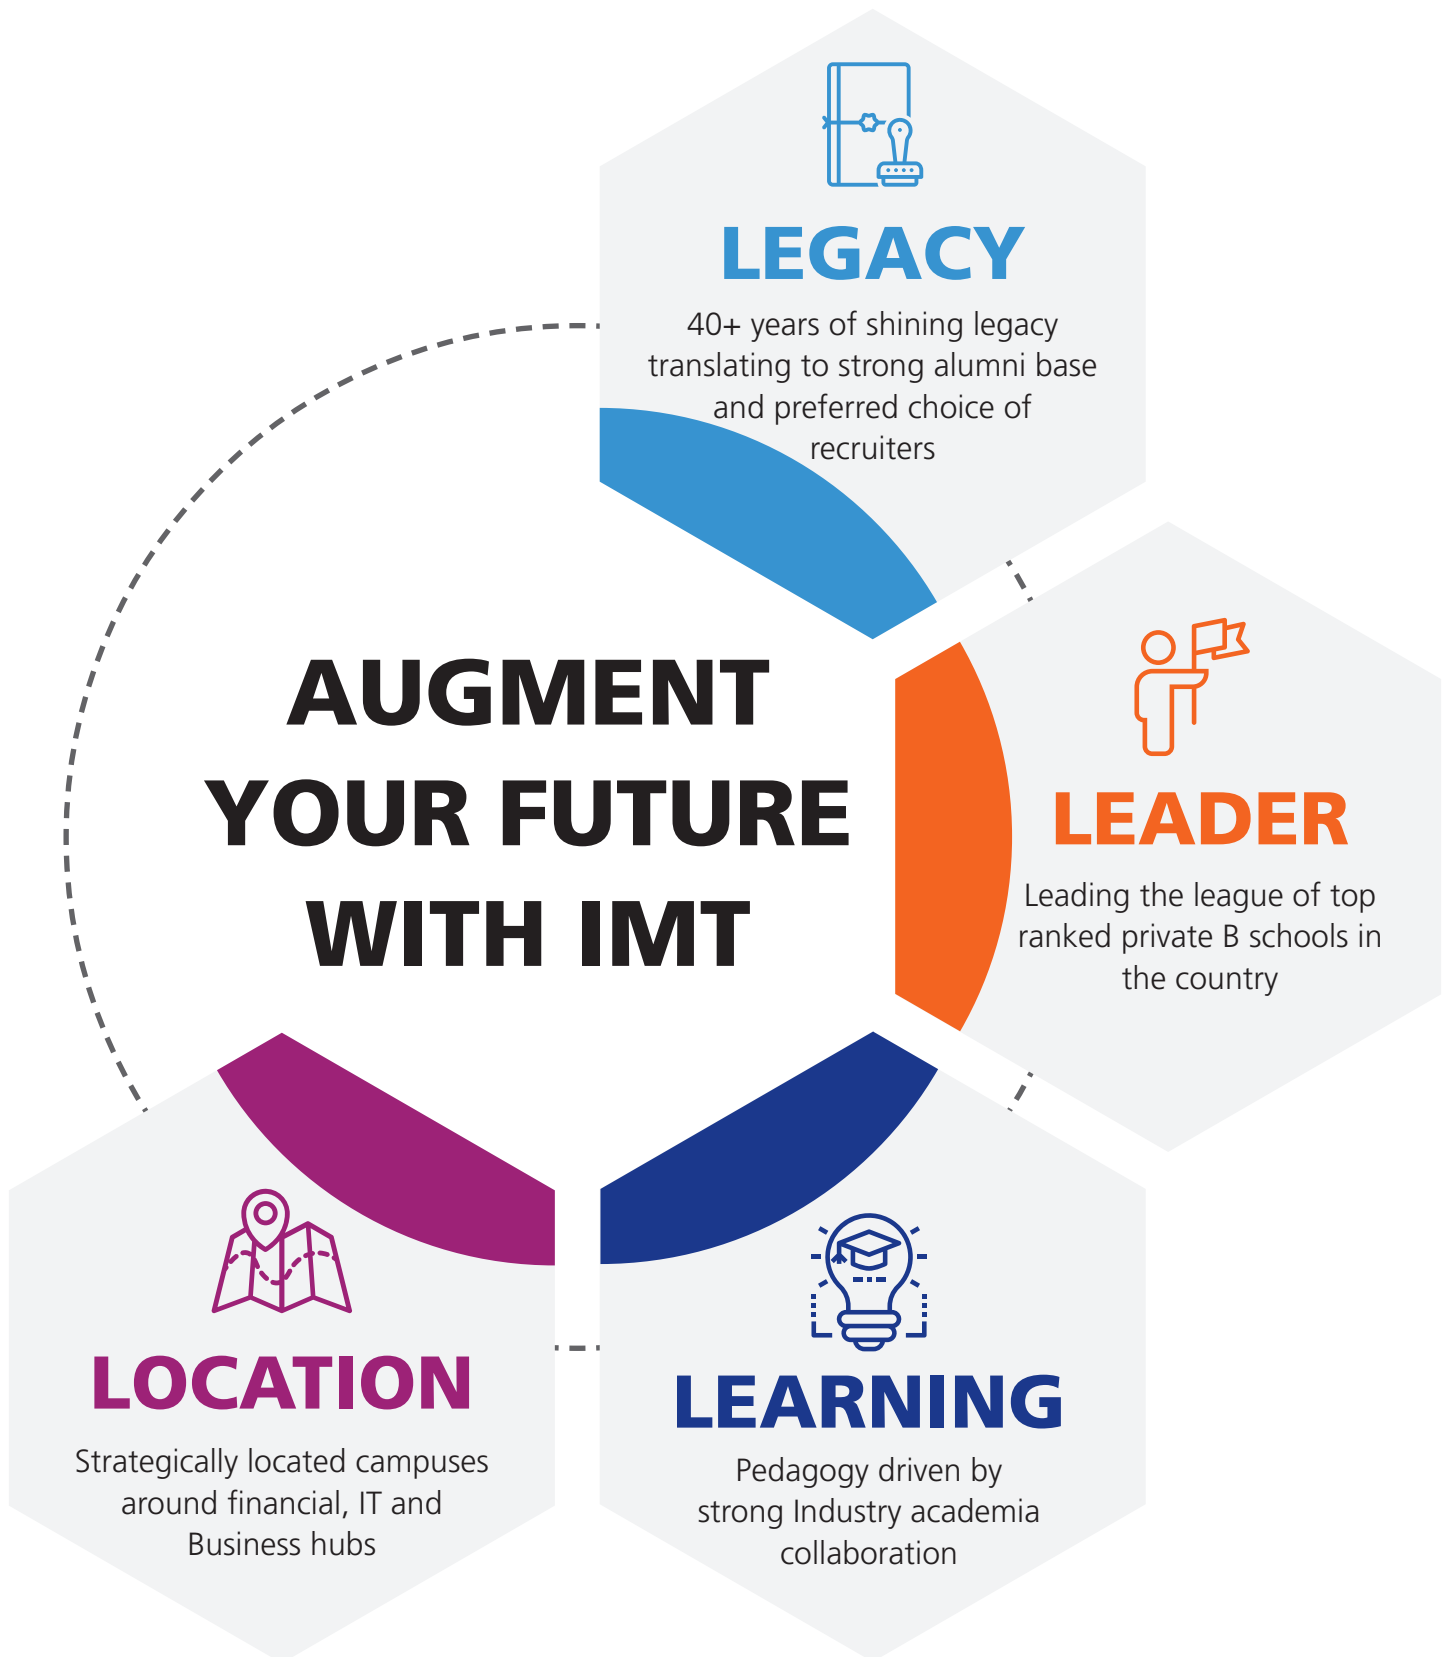 LEGACY
40+ years of shining legacy
translating to strong alumni base
and preferred choice of
recruiters
AUGMENT
YOUR FUTURE
WITH IMT
LEADER
Leading the league of top
ranked private B schools in
the country
LOCATION
Strategically located campuses
around financial, IT and
Business hubs
LEARNING
Pedagogy driven by
strong Industry academia
collaboration